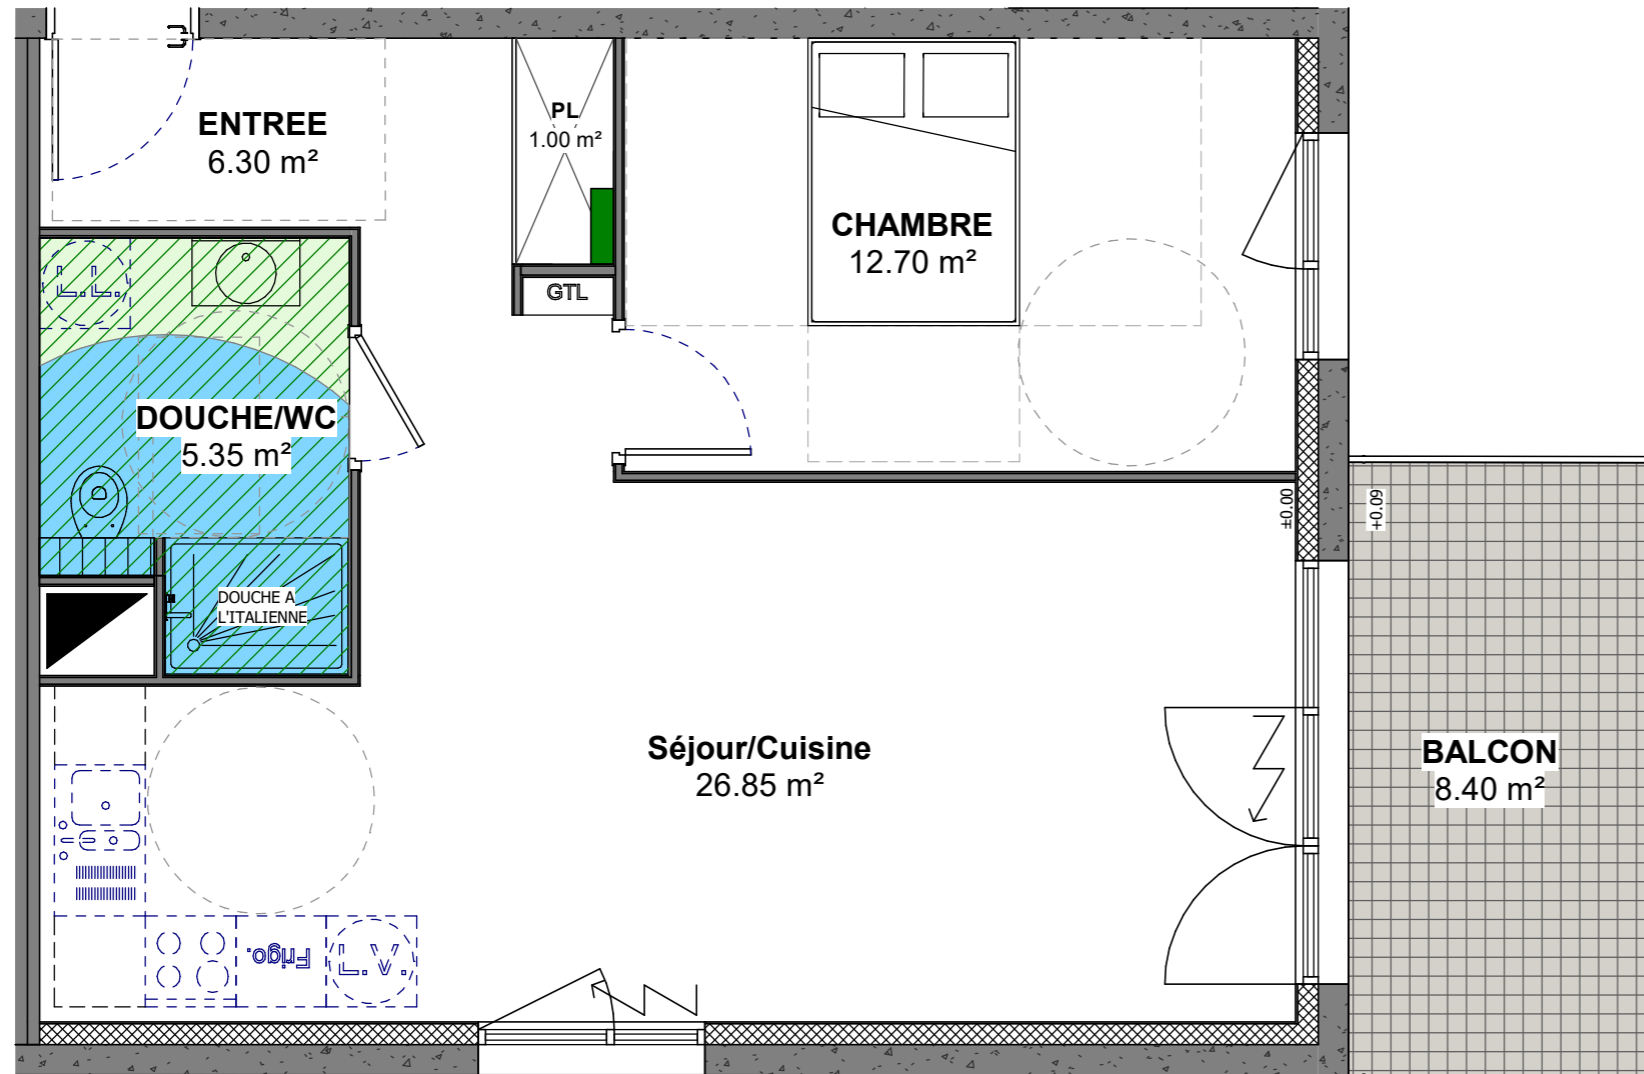 ENTREE
6.30 m²
PL
1.00 m²
GTL
CHAMBRE
12.70 m²
L.L.
DOUCHE/WC
5.35 m²
DOUCHE A
L'ITALIENNE
±0.00
+0.09
Séjour/Cuisine
26.85 m²
BALCON
8.40 m²
Frigo.
L.V.